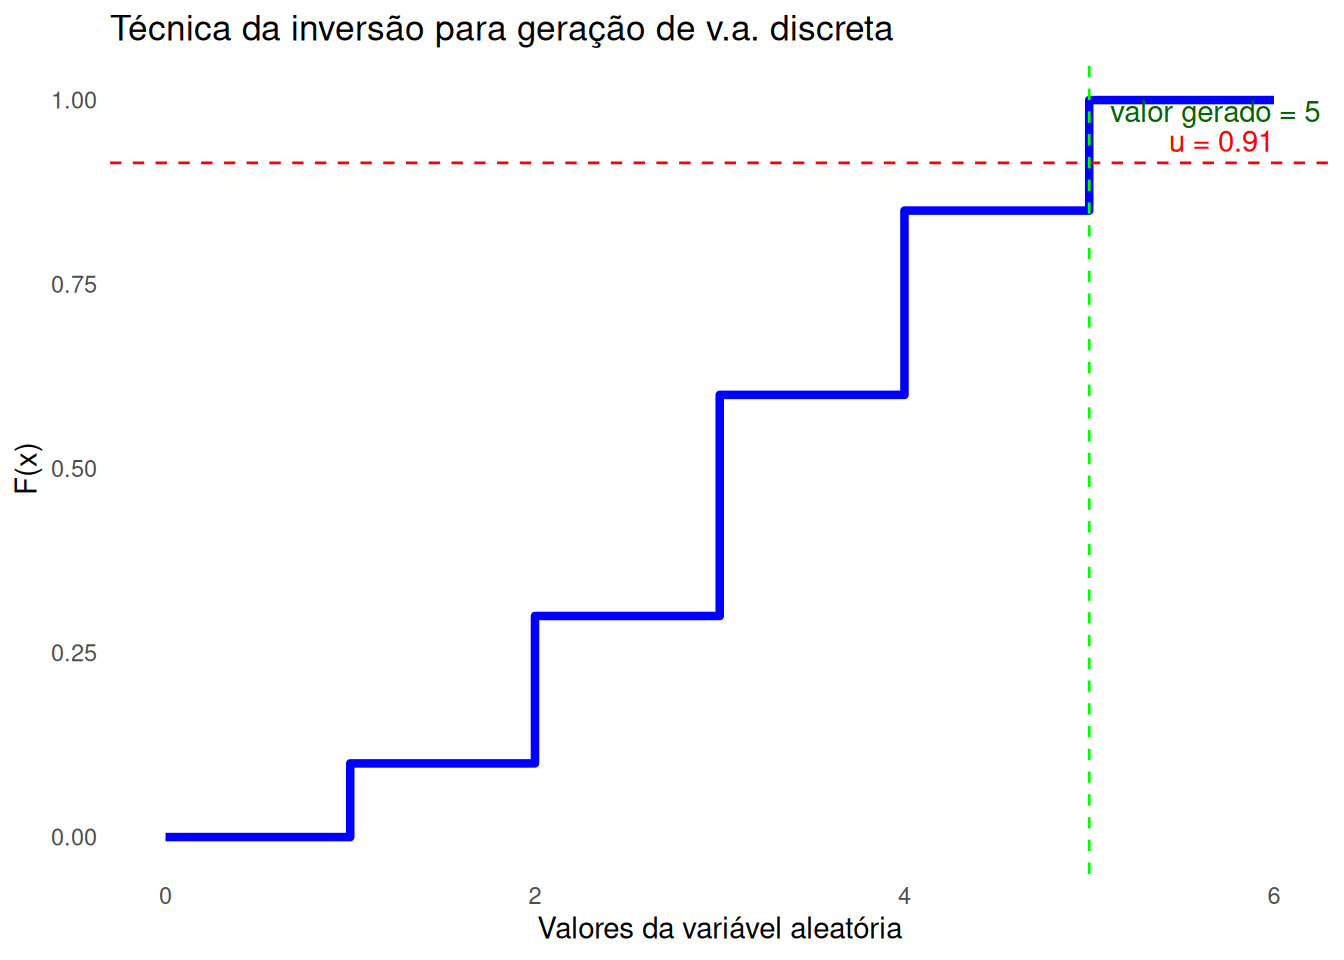 Técnica da inversão para geração de v.a. discreta
1.00
valor gerado = 5
u = 0.91
0.75
F(x)
0.50
0.25
0.00
0 2 4 6
Valores da variável aleatória